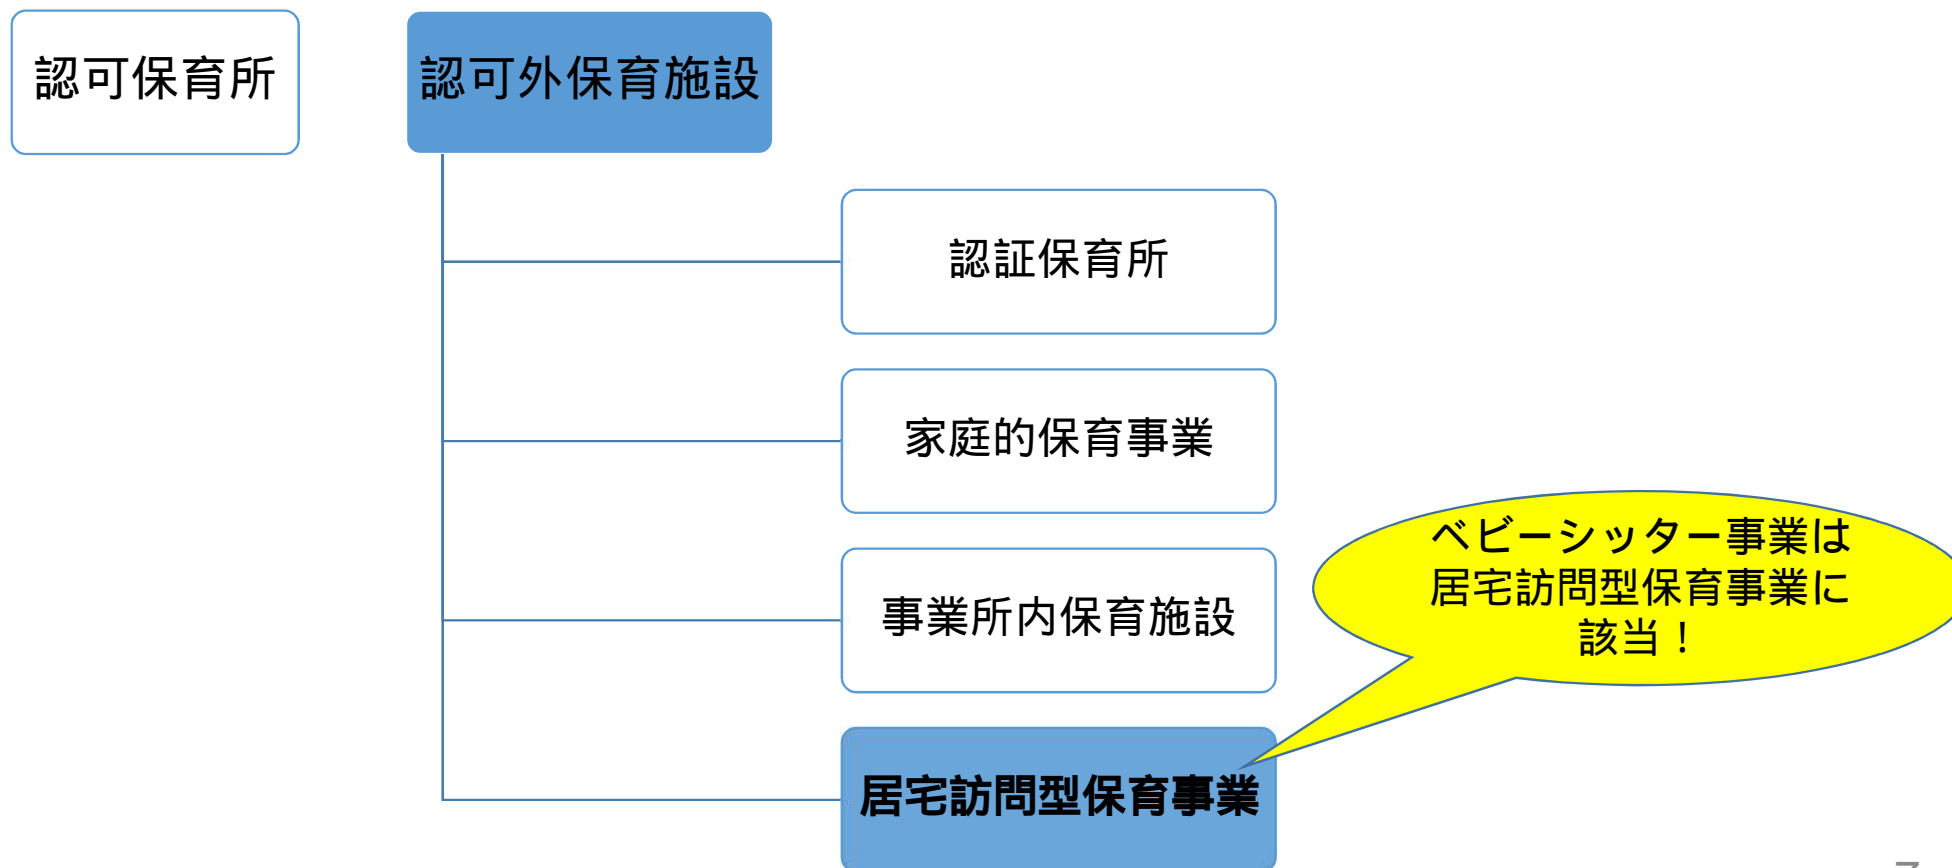 認可保育所
認可外保育施設
認証保育所
家庭的保育事業
事業所内保育施設
ベビーシッター事業は
居宅訪問型保育事業に
該当！
居宅訪問型保育事業